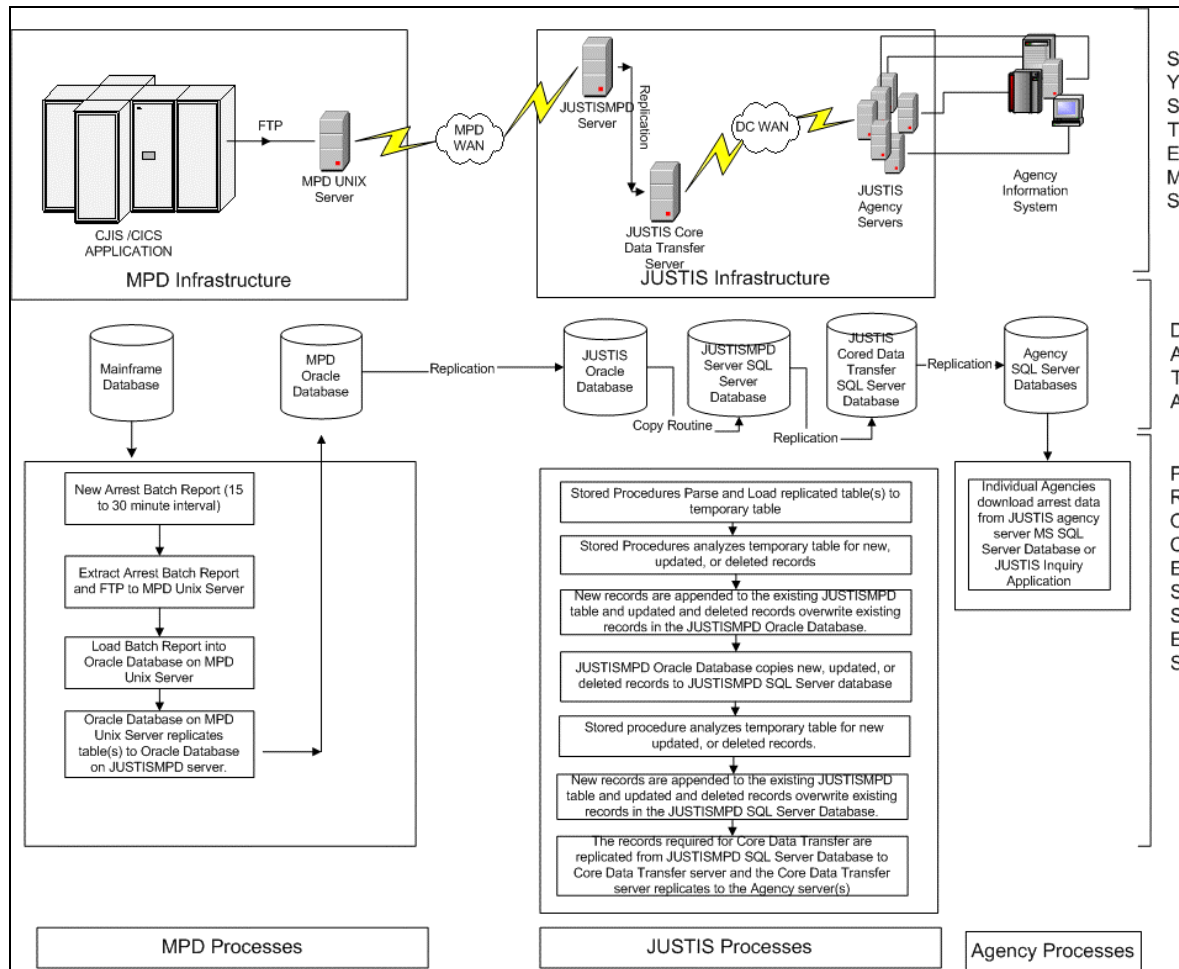 FTP
MPD UNIX
Server
CJIS /CICS
APPLICATION
MPD Infrastructure
MPD
WAN
JUSTISMPD
Server
Replication
JUSTIS Core
Data Transfer
Server
DC WAN
JUSTIS
Agency
Servers
JUSTIS Infrastructure
Agency
Information
System
S
Y
S
T
E
M
S
Mainframe
Database
MPD
Oracle
Database
Replication
JUSTIS
Oracle
Database
Copy Routine
JUSTISMPD
Server SQL
Server
Database
Replication
JUSTIS
Cored Data
Transfer
SQL Server
Database
Replication
Agency
SQL Server
Databases
D
A
T
A
New Arrest Batch Report (15
to 30 minute interval)
Extract Arrest Batch Report
and FTP to MPD Unix Server
Load Batch Report into
Oracle Database on MPD
Unix Server
Oracle Database on MPD
Unix Server replicates
table(s) to Oracle Database
on JUSTISMPD server.
Stored Procedures Parse and Load replicated table(s) to
temporary table
Stored Procedures analyzes temporary table for new,
updated, or deleted records
New records are appended to the existing JUSTISMPD
table and updated and deleted records overwrite existing
records in the JUSTISMPD Oracle Database.
JUSTISMPD Oracle Database copies new, updated, or
deleted records to JUSTISMPD SQL Server database
Stored procedure analyzes temporary table for new
updated, or deleted records.
New records are appended to the existing JUSTISMPD
table and updated and deleted records overwrite existing
records in the JUSTISMPD SQL Server Database.
The records required for Core Data Transfer are
replicated from JUSTISMPD SQL Server Database to
Core Data Transfer server and the Core Data Transfer
server replicates to the Agency server(s)
Individual Agencies
download arrest data
from JUSTIS agency
server MS SQL
Server Database or
JUSTIS Inquiry
Application
P
R
O
C
E
S
S
E
S
MPD Processes
JUSTIS Processes
Agency Processes